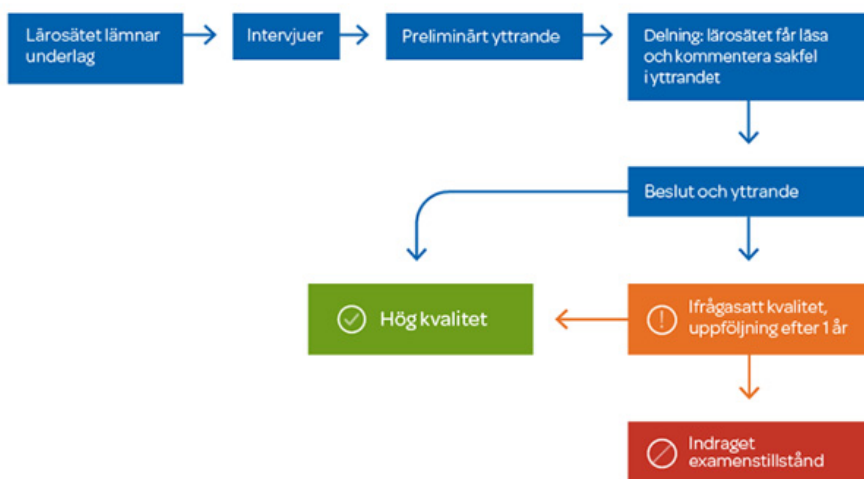 Lärosätet lämnar
underlag
Intervjuer
Preliminärt yttrande
Delning: lärosätet får läsa
och kommentera sakfel
i yttrandet
Beslut och yttrande
Hög kvalitet
Ifrågasatt kvalitet,
uppföljning efter 1 år
Indraget
examenstillstånd